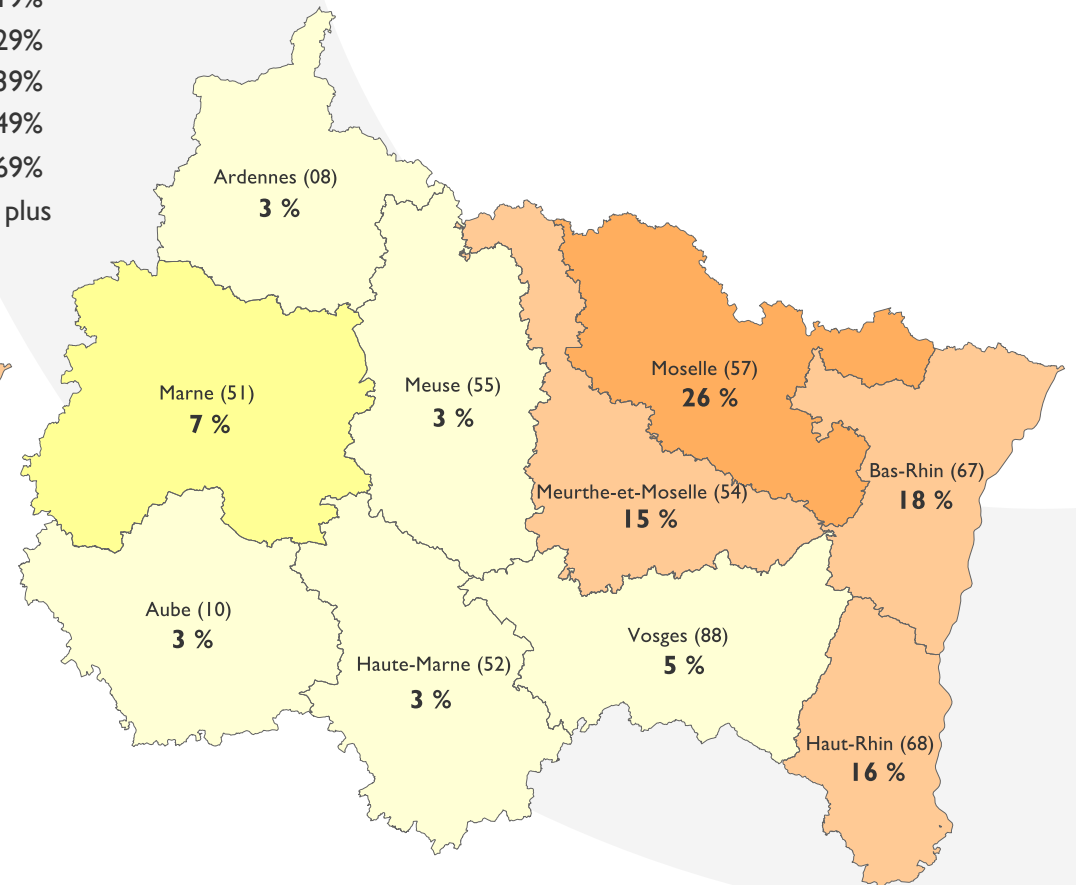 29%
39%
49%
69%
plus
Ardennes (08)
3 %
Marne (51)
7 %
Meuse (55)
3 %
Moselle (57)
26 %
Bas-Rhin (67)
18 %
Meurthe-et-Moselle (54)
15 %
Aube (10)
3 %
Haute-Marne (52)
3 %
Vosges (88)
5 %
Haut-Rhin (68)
16 %